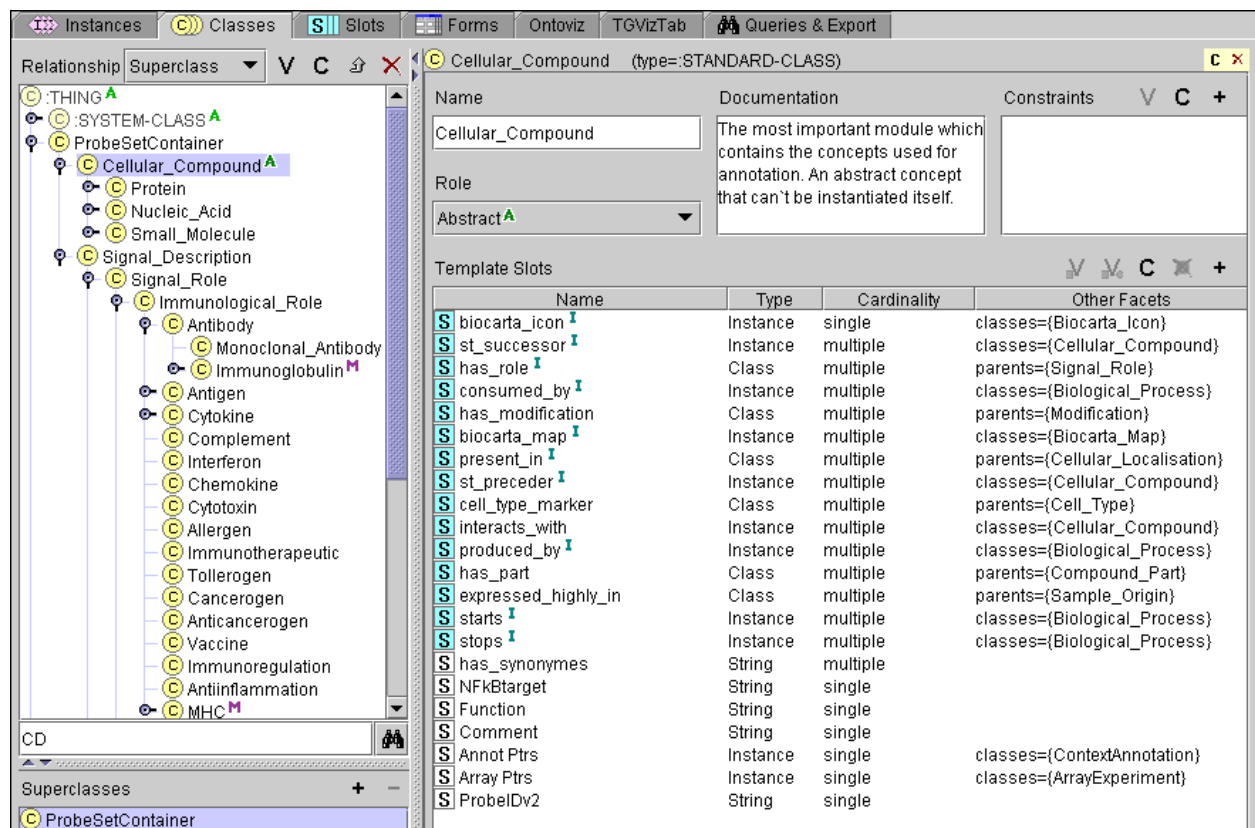 Instances Classes Slots Forms Ontoviz TGVizTab Queries & Export
Relationship Superclass V C
:THING A
:SYSTEM-CLASS A
ProbeSetContainer
Cellular_Compound A
Protein
Nucleic_Acid
Small_Molecule
Signal_Description
Signal_Role
Immunological_Role
Antibody
Monoclonal_Antibody
Immunoglobulin M
Antigen
Cytokine
Complement
Interferon
Chemokine
Cytotoxin
Allergen
Immunotherapeutic
Tollerogen
Cancerogen
Anticancerogen
Vaccine
Immunoregulation
Antiinflammation
MHC M
CD
Superclasses + −
ProbeSetContainer
Cellular_Compound (type=:STANDARD-CLASS) C ×
Name
Cellular_Compound
Role
Abstract A
Documentation
The most important module which
contains the concepts used for
annotation. An abstract concept
that can`t be instantiated itself.
Constraints V C +
Template Slots V V C +
Name Type Cardinality Other Facets
S biocarta_icon I Instance single classes={Biocarta_Icon}
S st_successor I Instance multiple classes={Cellular_Compound}
S has_role I Class multiple parents={Signal_Role}
S consumed_by I Instance multiple classes={Biological_Process}
S has_modification Class multiple parents={Modification}
S biocarta_map I Instance multiple classes={Biocarta_Map}
S present_in I Class multiple parents={Cellular_Localisation}
S st_preceder I Instance multiple classes={Cellular_Compound}
S cell_type_marker Class multiple parents={Cell_Type}
S interacts_with Instance multiple classes={Cellular_Compound}
S produced_by I Instance multiple classes={Biological_Process}
S has_part Class multiple parents={Compound_Part}
S expressed_highly_in Class multiple parents={Sample_Origin}
S starts I Instance multiple classes={Biological_Process}
S stops I Instance multiple classes={Biological_Process}
S has_synonymes String multiple
S NFkBtarget String single
S Function String single
S Comment String single
S Annot Ptrs Instance single classes={ContextAnnotation}
S Array Ptrs Instance single classes={ArrayExperiment}
S ProbeIDv2 String single